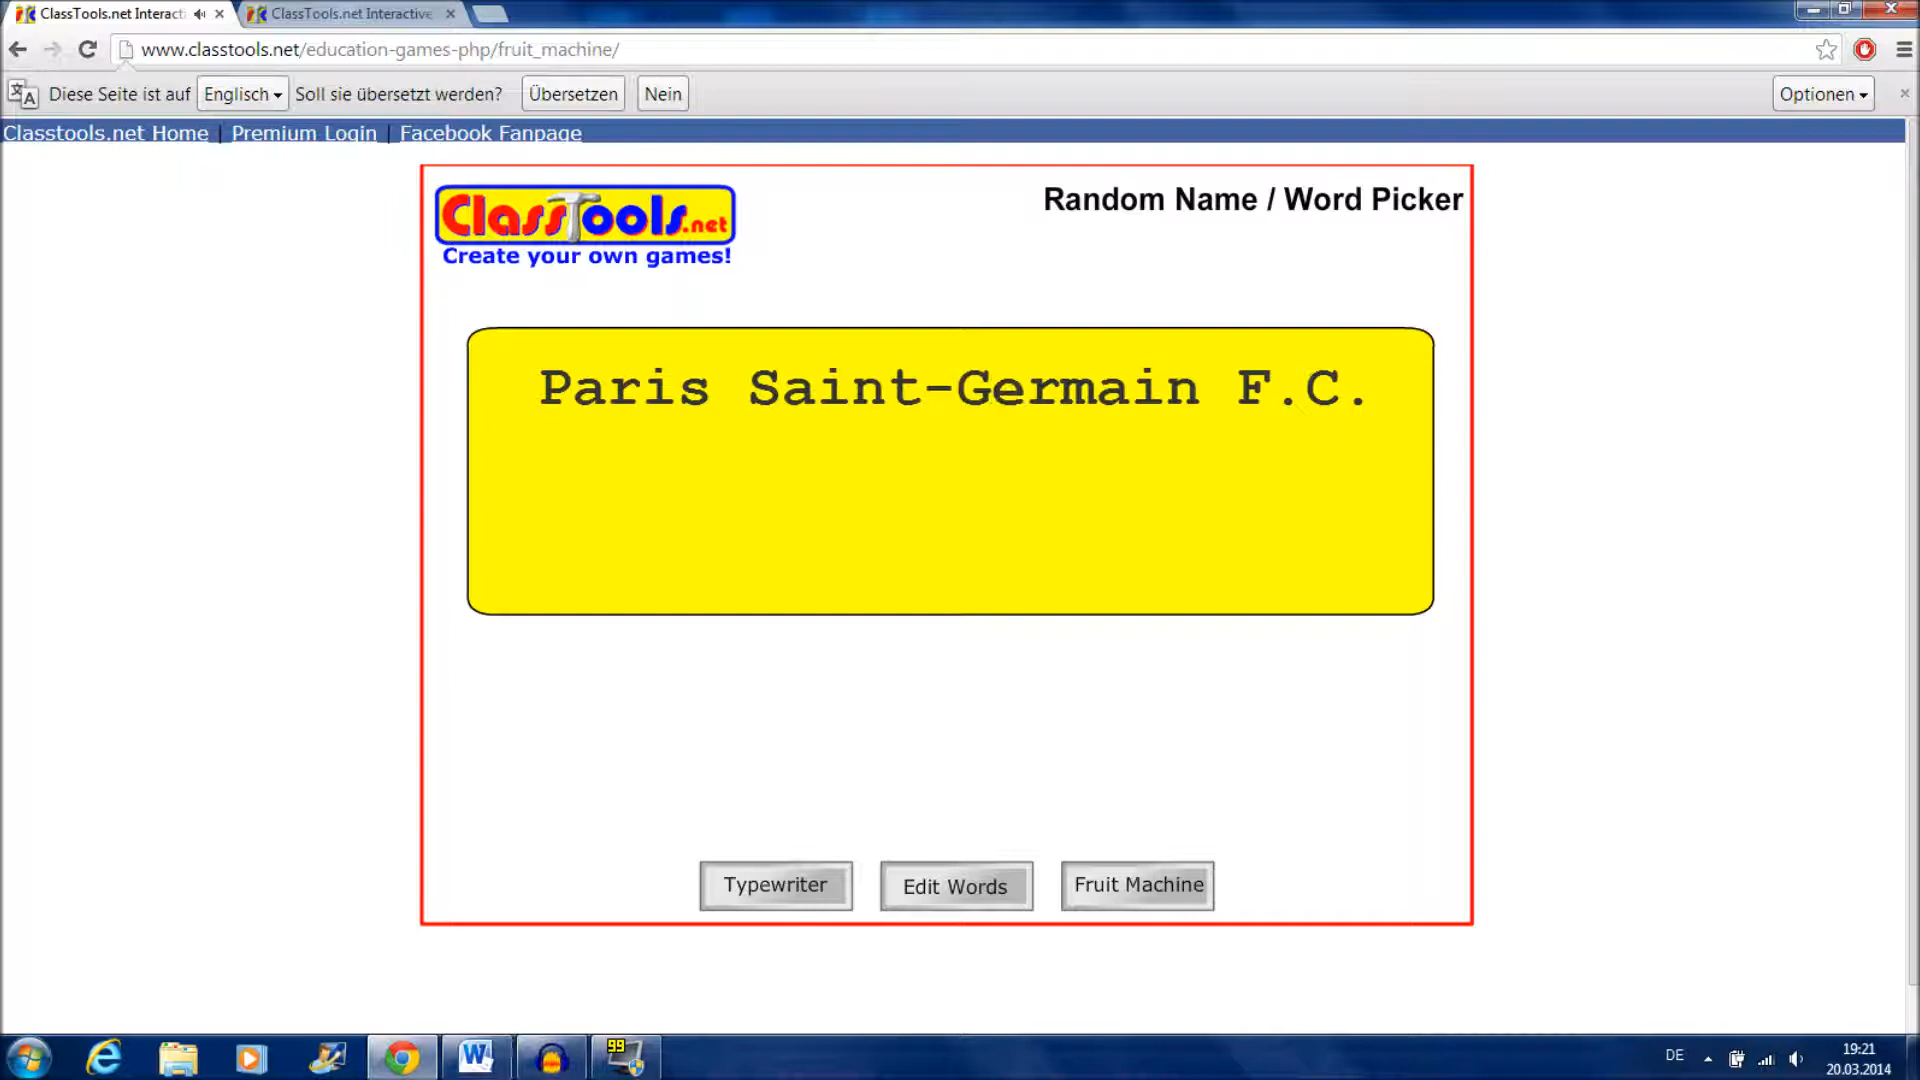 ClassTools.net Interacti
ClassTools.net Interactive
www.classtools.net/education-games-php/fruit_machine/
Diese Seite ist auf Englisch Soll sie übersetzt werden? Übersetzen Nein Optionen
Classtools.net Home | Premium Login | Facebook Fanpage
ClassTools.net
Create your own games!
Random Name / Word Picker
Paris Saint-Germain F.C.
Typewriter
Edit Words
Fruit Machine
99
DE
19:21
20.03.2014